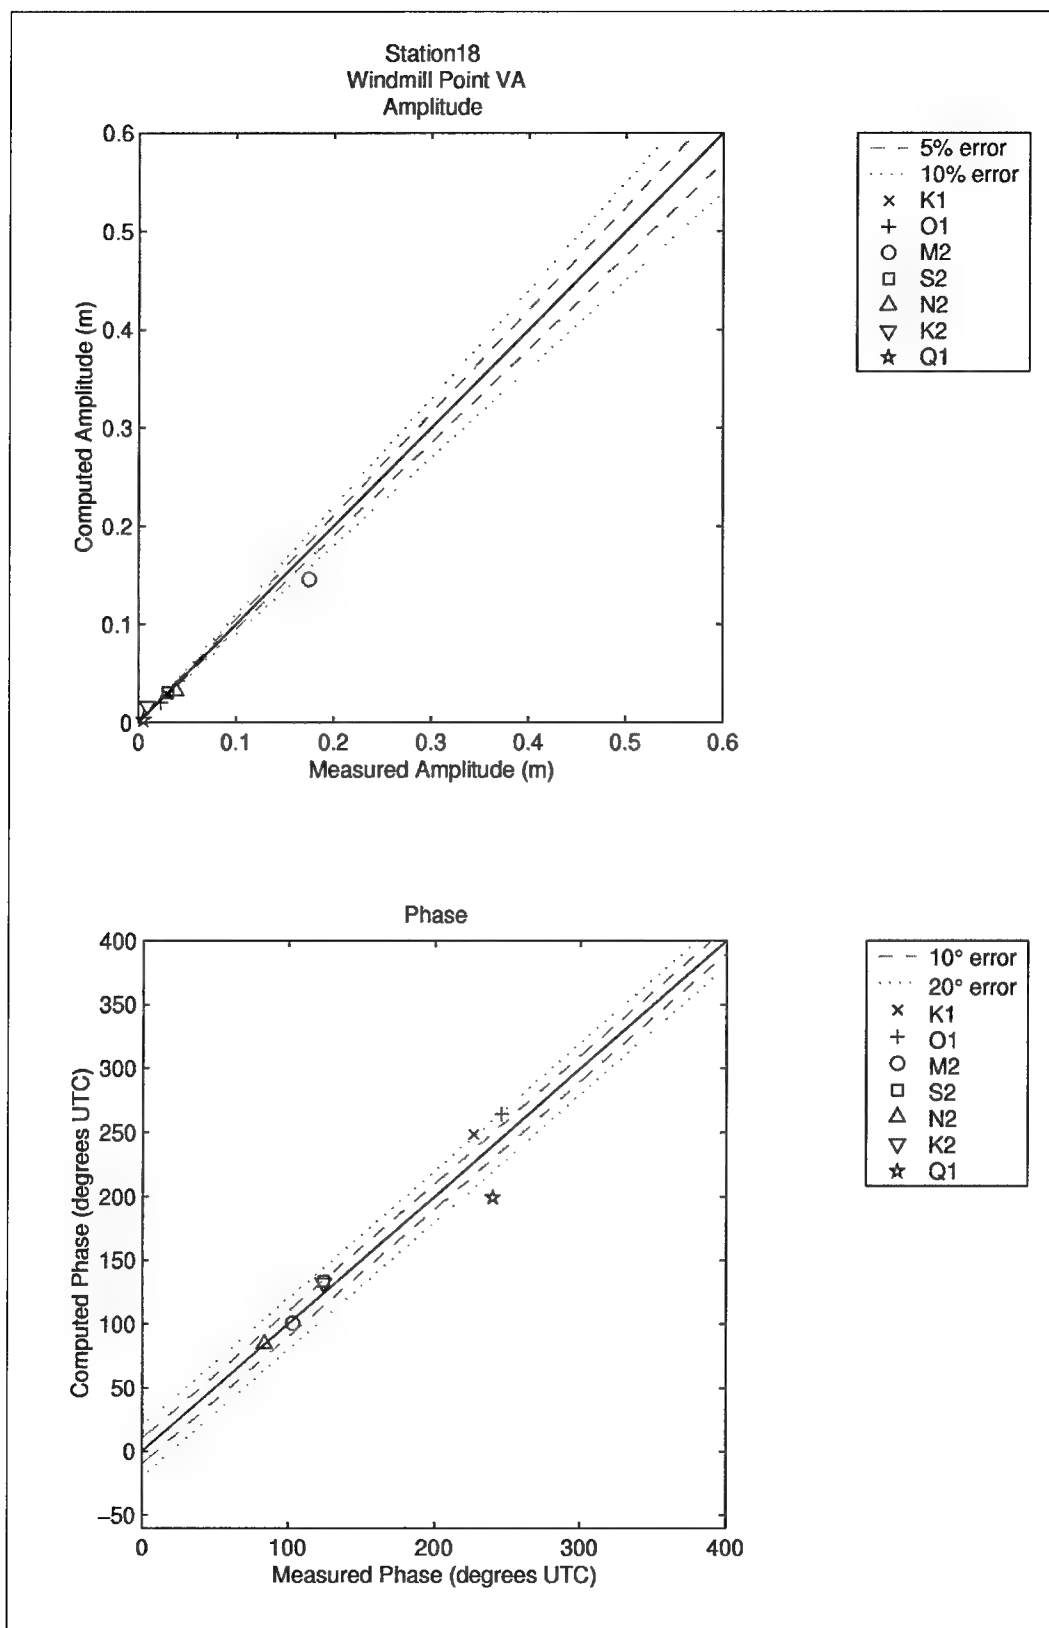 Station18
Windmill Point VA
Amplitude
0.6
0.5
0.4
0.3
0.2
0.1
0
Computed Amplitude (m)
0 0.1 0.2 0.3 0.4 0.5 0.6
Measured Amplitude (m)
5% error
10% error
K1
O1
M2
S2
N2
K2
Q1
Phase
400
350
300
250
200
150
100
50
0
−50
Computed Phase (degrees UTC)
0 100 200 300 400
Measured Phase (degrees UTC)
10° error
20° error
K1
O1
M2
S2
N2
K2
Q1